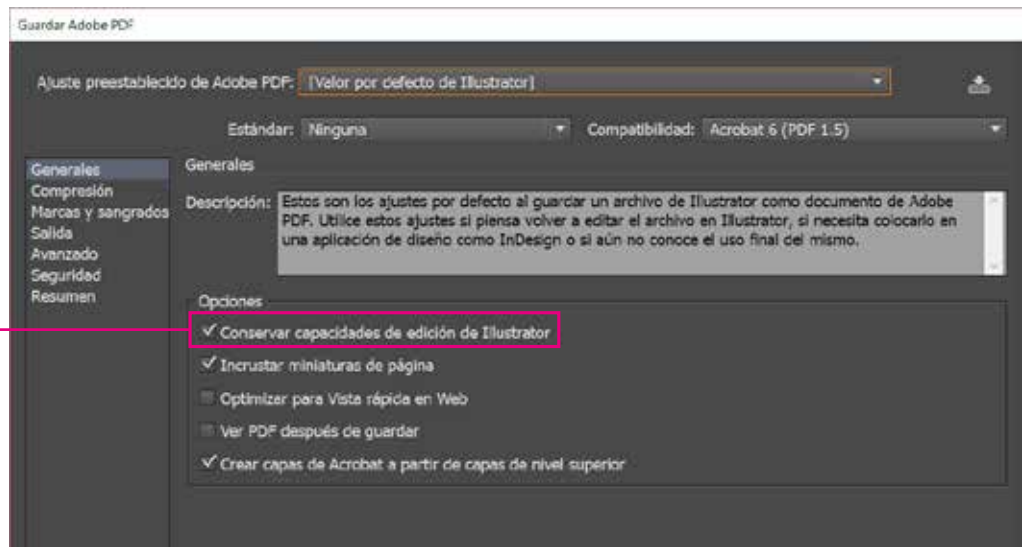 Guardar Adobe PDF
Ajuste preestablecido de Adobe PDF: [Valor por defecto de Illustrator]
Estándar: Ninguna Compatibilidad: Acrobat 6 (PDF 1.5)
Generales
Compresión
Marcas y sangrados
Salida
Avanzado
Seguridad
Resumen
Generales
Descripción: Estos son los ajustes por defecto al guardar un archivo de Illustrator como documento de Adobe
PDF. Utilice estos ajustes si piensa volver a editar el archivo en Illustrator, si necesita colocarlo en
una aplicación de diseño como InDesign o si aún no conoce el uso final del mismo.
Opciones
Conservar capacidades de edición de Illustrator
Incrustar miniaturas de página
Optimizar para Vista rápida en Web
Ver PDF después de guardar
Crear capas de Acrobat a partir de capas de nivel superior